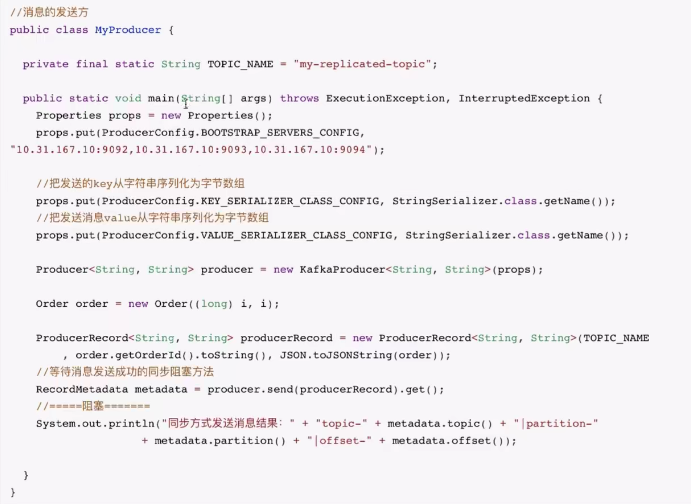 //消息的发送方
public class MyProducer {
private final static String TOPIC_NAME = "my-replicated-topic";
public static void main(String[] args) throws ExecutionException, InterruptedException {
Properties props = new Properties();
props.put(ProducerConfig.BOOTSTRAP_SERVERS_CONFIG,
"10.31.167.10:9092,10.31.167.10:9093,10.31.167.10:9094");
//把发送的key从字符串序列化为字节数组
props.put(ProducerConfig.KEY_SERIALIZER_CLASS_CONFIG, StringSerializer.class.getName());
//把发送消息value从字符串序列化为字节数组
props.put(ProducerConfig.VALUE_SERIALIZER_CLASS_CONFIG, StringSerializer.class.getName());
Producer<String, String> producer = new KafkaProducer<String, String>(props);
Order order = new Order((long) i, i);
ProducerRecord<String, String> producerRecord = new ProducerRecord<String, String>(TOPIC_NAME
, order.getOrderId().toString(), JSON.toJSONString(order));
//等待消息发送成功的同步阻塞方法
RecordMetadata metadata = producer.send(producerRecord).get();
//=====阻塞=======
System.out.println("同步方式发送消息结果：" + "topic-" + metadata.topic() + "|partition-"
+ metadata.partition() + "|offset-" + metadata.offset());
}
}